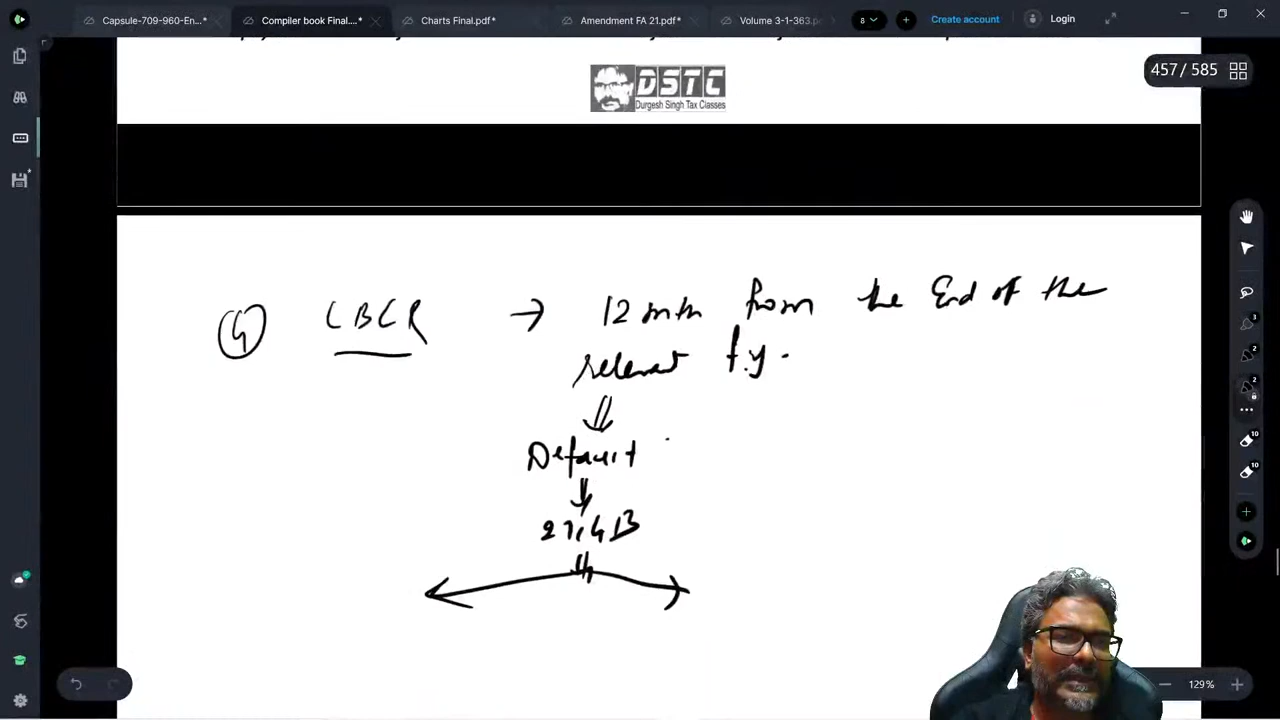 Capsule-709-960-En...*
Compiler book Final....*
Charts Final.pdf*
Amendment FA 21.pdf*
Volume 3-1-363.p
8
Create account
Login
457 / 585
DSTC
Durgesh Singh Tax Classes
4 CBCR → 12 mth from the End of the
relevant f.y.
Default
271GB
129%